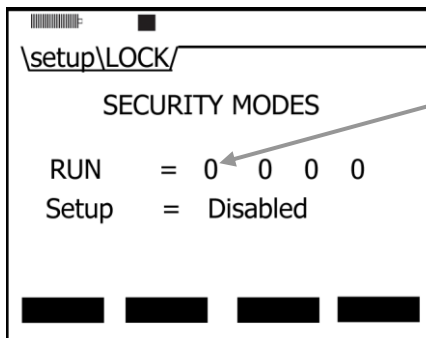 \setup\LOCK/
SECURITY MODES
RUN = 0 0 0 0
Setup = Disabled